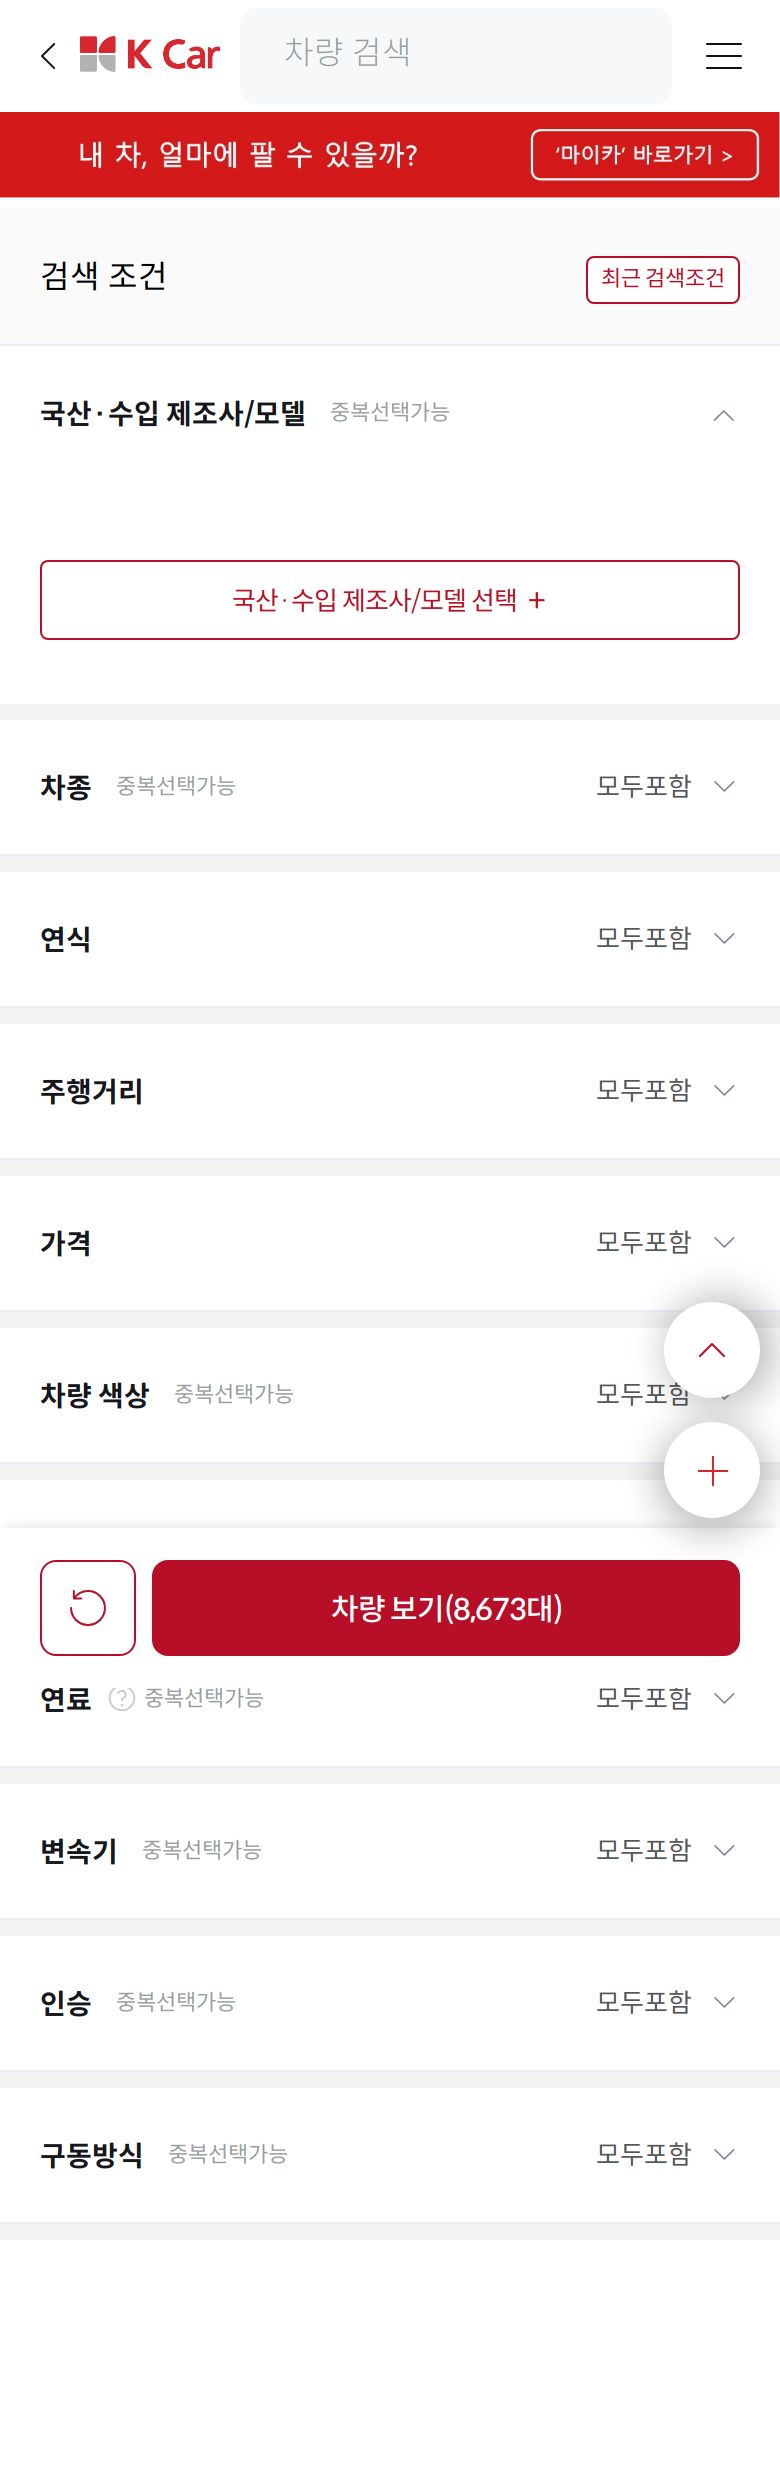 K Car
차량 검색
내 차, 얼마에 팔 수 있을까?
'마이카' 바로가기 >
검색 조건
최근 검색조건
국산·수입 제조사/모델 중복선택가능
국산·수입 제조사/모델 선택 +
차종 중복선택가능 모두포함
연식 모두포함
주행거리 모두포함
가격 모두포함
차량 색상 중복선택가능 모두포함
차량 보기(8,673대)
연료 ? 중복선택가능 모두포함
변속기 중복선택가능 모두포함
인승 중복선택가능 모두포함
구동방식 중복선택가능 모두포함